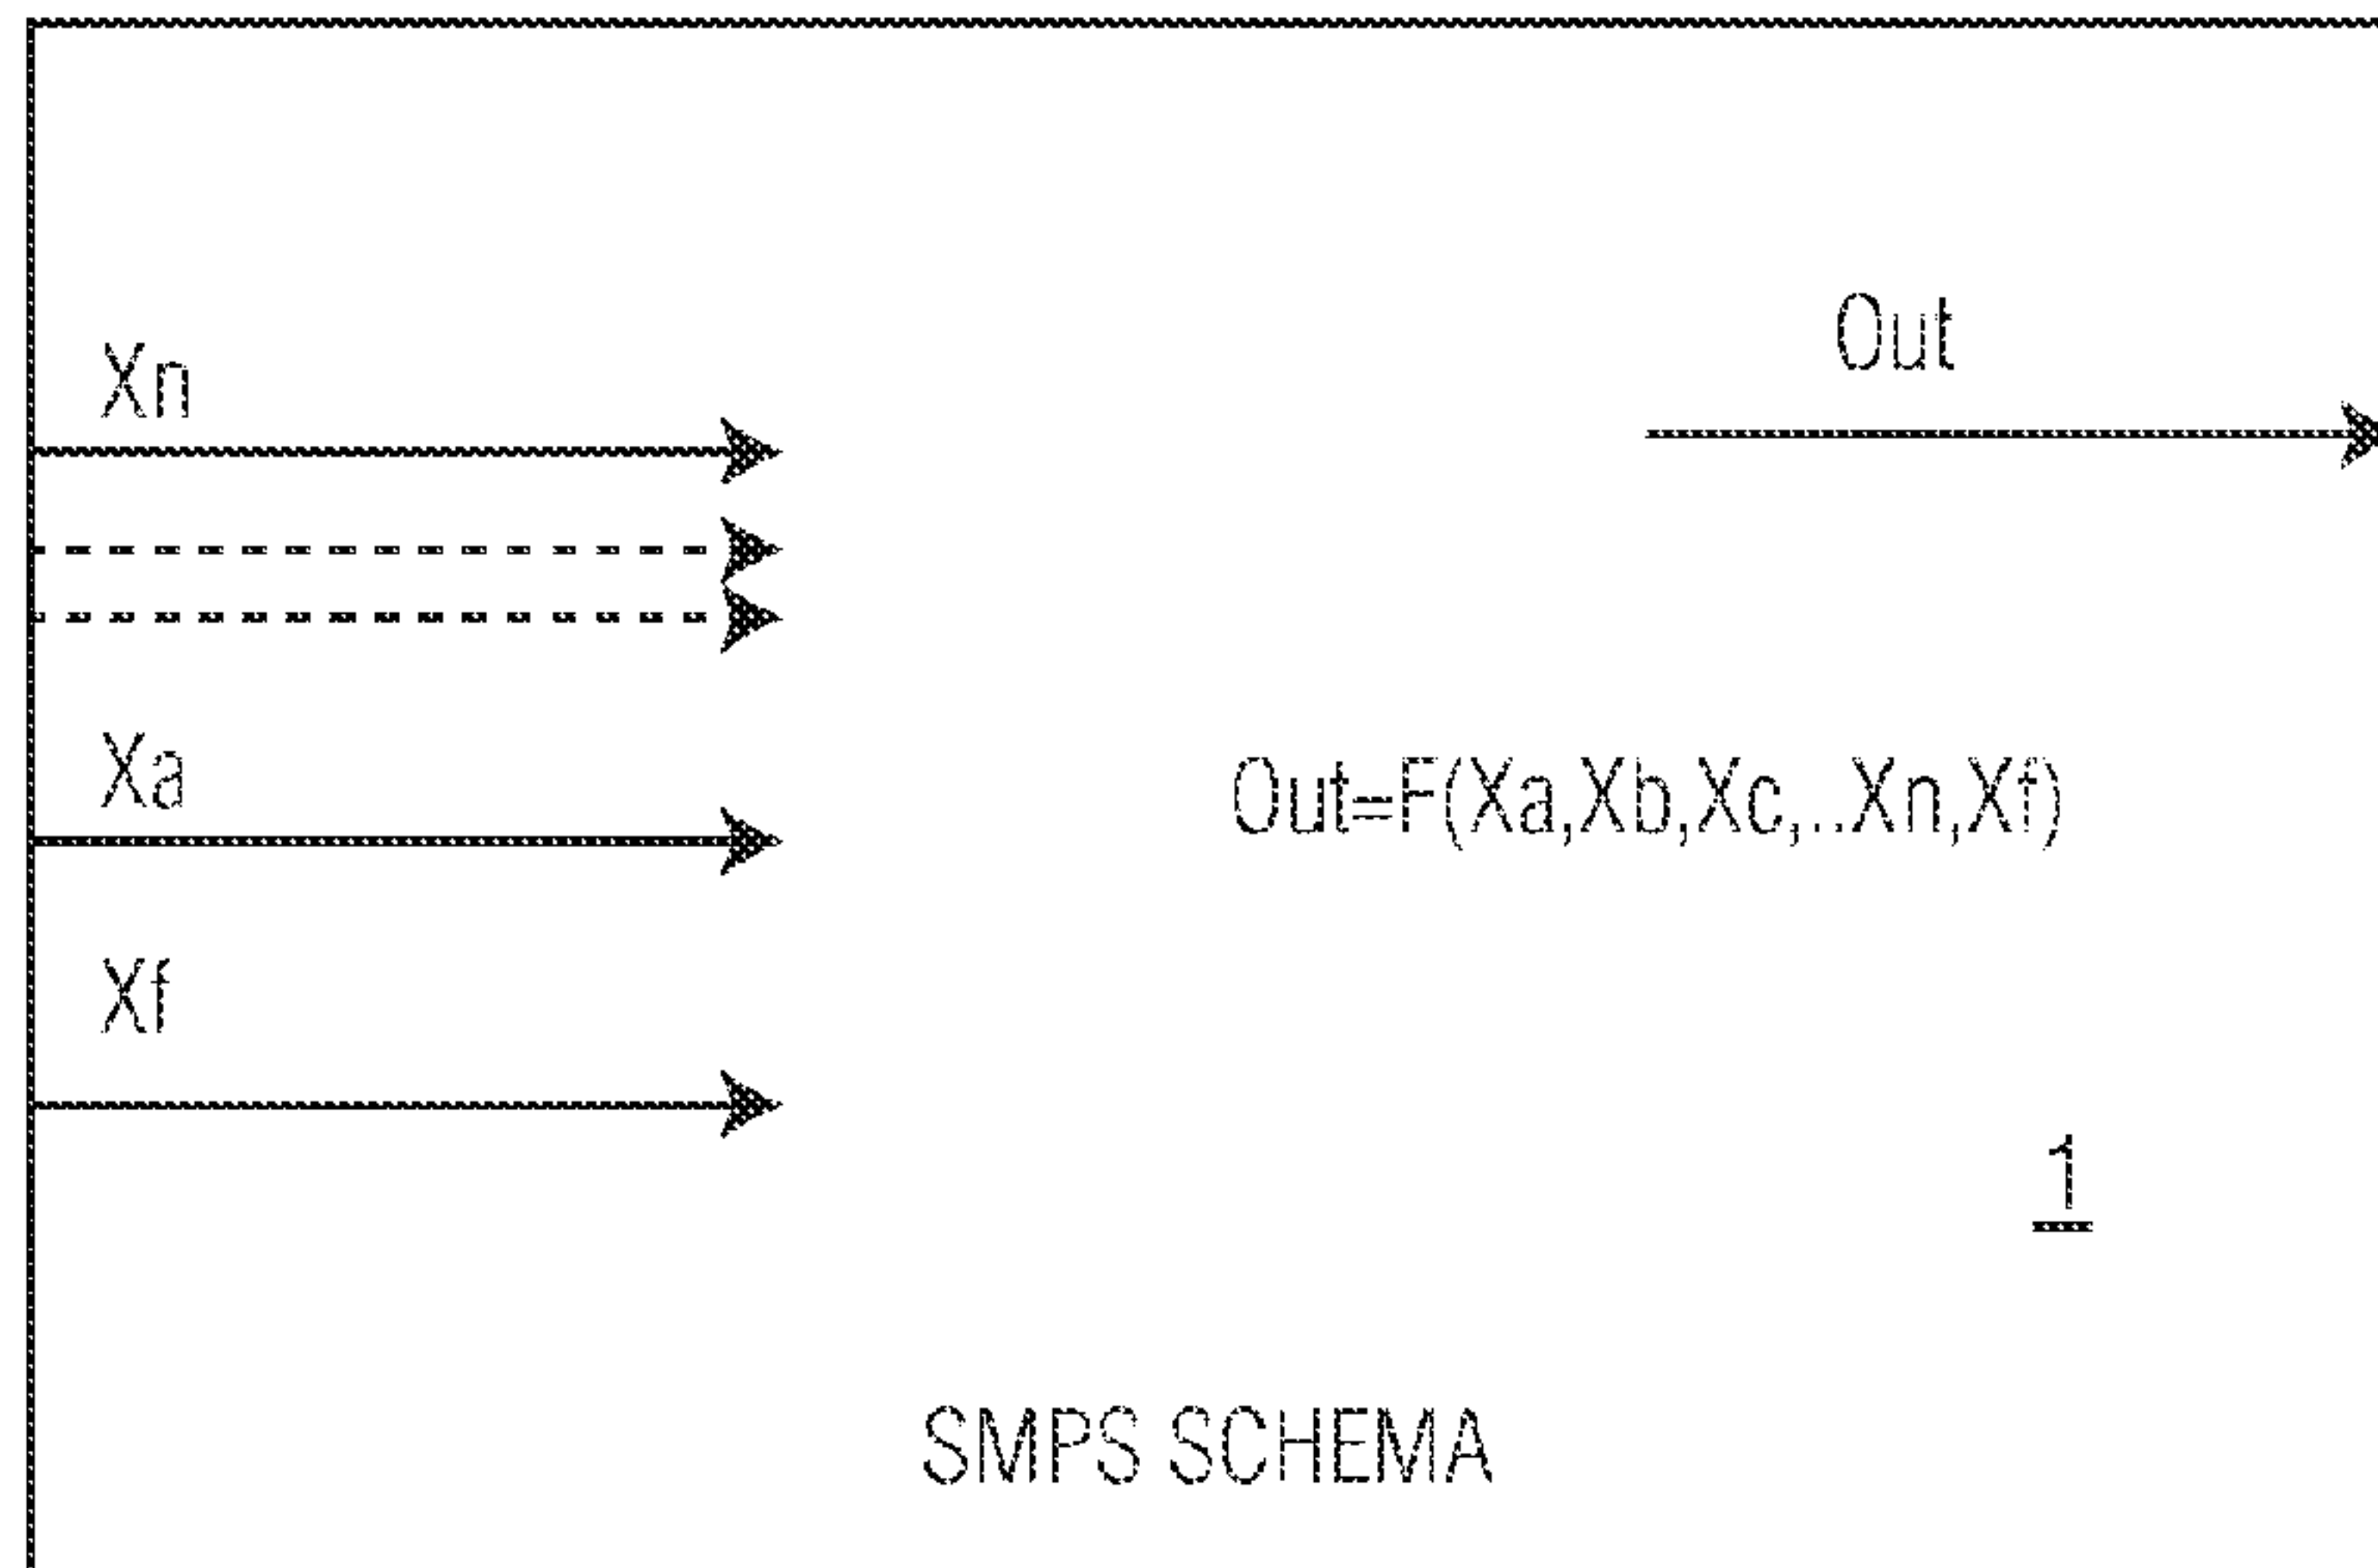 Xn
Out
Xa
Out=F(Xa,Xb,Xc,..Xn,Xf)
Xf
1
SMPS SCHEMA